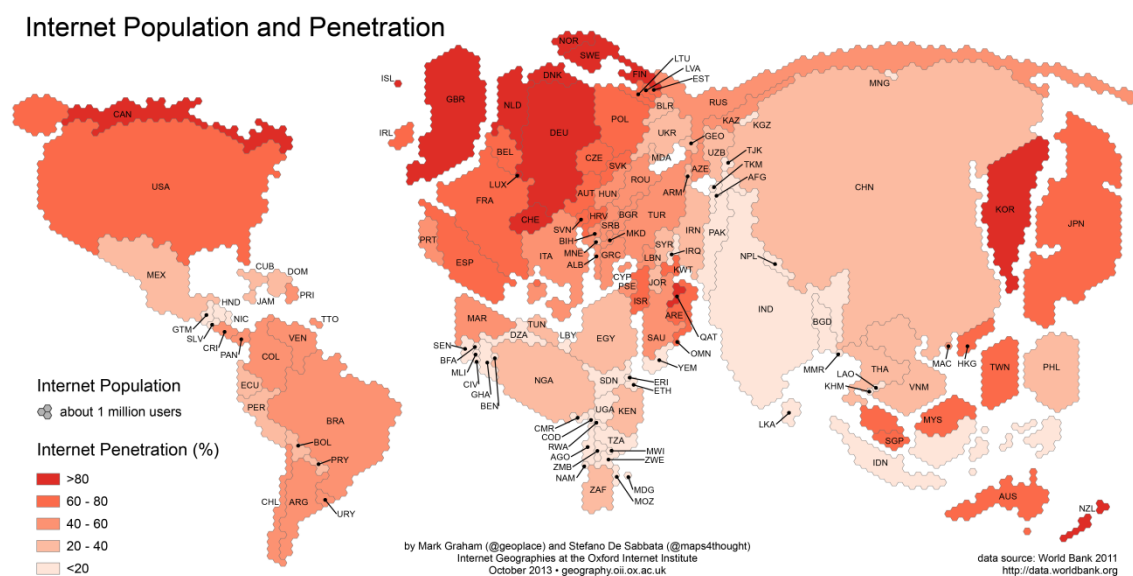 Internet Population and Penetration
CAN
USA
MEX
CUB
DOM
JAM
PRI
HND
GTM
NIC
SLV
CRI
PAN
TTO
VEN
COL
ECU
PER
BRA
BOL
PRY
CHL
ARG
URY
ISL
GBR
IRL
NOR
SWE
DNK
FIN
LTU
LVA
EST
NLD
DEU
POL
BLR
RUS
MNG
BEL
CZE
UKR
KAZ
KGZ
GEO
UZB
TJK
LUX
SVK
MDA
TKM
AZE
AFG
FRA
AUT
HUN
ROU
ARM
CHE
HRV
SRB
BGR
TUR
SVN
BIH
MKD
IRN
PAK
PRT
ESP
ITA
MNE
ALB
GRC
SYR
IRQ
LBN
CYP
PSE
KWT
JOR
ISR
ARE
QAT
SAU
OMN
YEM
NPL
IND
BGD
CHN
KOR
JPN
MAC
HKG
TWN
PHL
MMR
LAO
THA
KHM
VNM
LKA
MYS
SGP
IDN
AUS
NZL
MAR
TUN
DZA
LBY
EGY
SEN
BFA
MLI
CIV
GHA
BEN
NGA
SDN
ERI
ETH
UGA
KEN
CMR
COD
RWA
AGO
ZMB
NAM
TZA
MWI
ZWE
ZAF
MDG
MOZ
Internet Population
about 1 million users
Internet Penetration (%)
>80
60 - 80
40 - 60
20 - 40
<20
by Mark Graham (@geoplace) and Stefano De Sabbata (@maps4thought)
Internet Geographies at the Oxford Internet Institute
October 2013 • geography.oii.ox.ac.uk
data source: World Bank 2011
http://data.worldbank.org